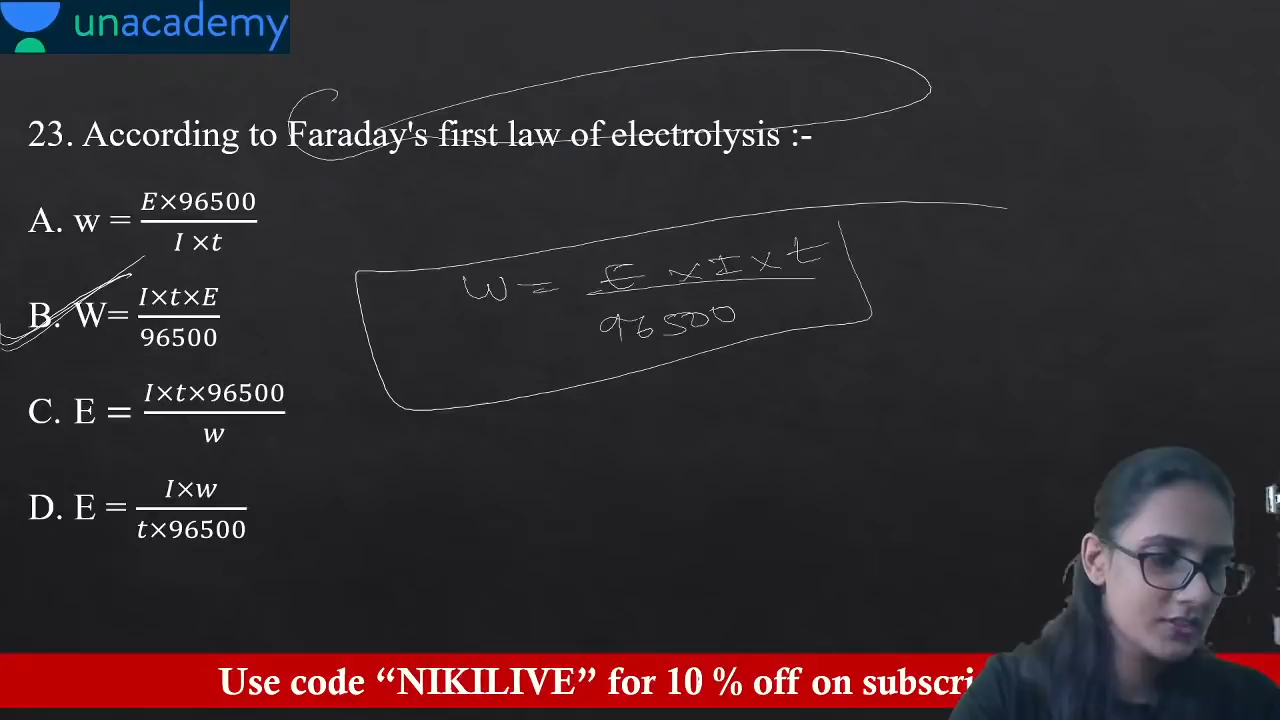 unacademy
23. According to Faraday's first law of electrolysis :-
A. w = E×96500 / I ×t
B. W= I×t×E / 96500
W = E × I × t / 96500
C. E = I×t×96500 / w
D. E = I×w / t×96500
Use code “NIKILIVE” for 10 % off on subscri